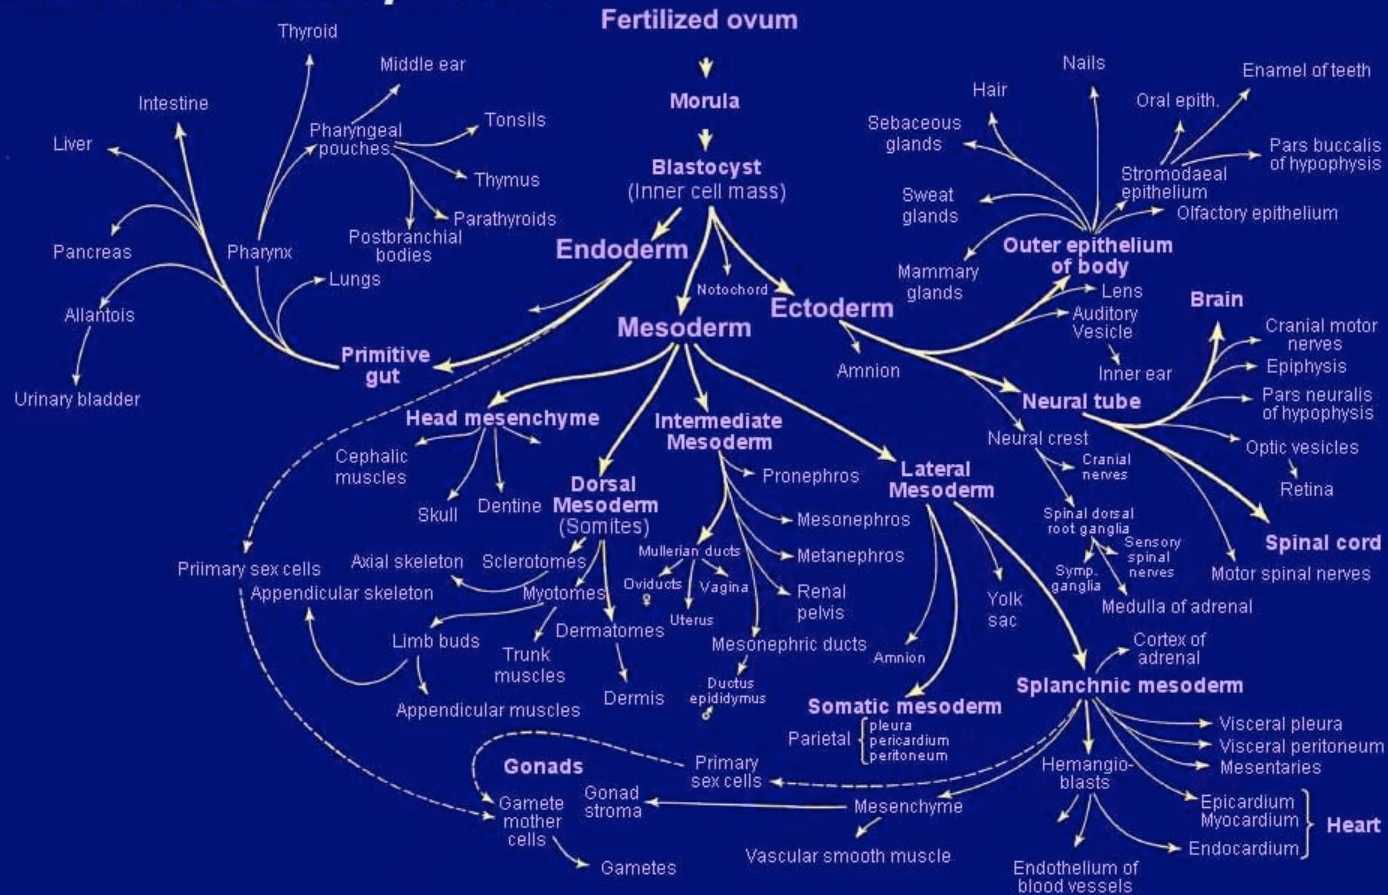 Fertilized ovum
Morula
Blastocyst
(Inner cell mass)
Endoderm
Notochord
Ectoderm
Mesoderm
Thyroid
Middle ear
Intestine
Liver
Pharyngeal
pouches
Tonsils
Thymus
Parathyroids
Postbranchial
bodies
Pancreas
Pharynx
Lungs
Allantois
Urinary bladder
Primitive
gut
Nails
Hair
Sebaceous
glands
Sweat
glands
Mammary
glands
Oral epith.
Enamel of teeth
Pars buccalis
of hypophysis
Stromodaeal
epithelium
Olfactory epithelium
Outer epithelium
of body
Lens
Auditory
Vesicle
Inner ear
Amnion
Brain
Cranial motor
nerves
Epiphysis
Pars neuralis
of hypophysis
Optic vesicles
Retina
Neural tube
Neural crest
Cranial
nerves
Spinal dorsal
root ganglia
Sensory
spinal
nerves
Symp.
ganglia
Medulla of adrenal
Spinal cord
Motor spinal nerves
Head mesenchyme
Cephalic
muscles
Skull
Dentine
Dorsal
Mesoderm
(Somites)
Intermediate
Mesoderm
Pronephros
Mesonephros
Metanephros
Renal
pelvis
Mullerian ducts
Oviducts
♀
Vagina
Uterus
Mesonephric ducts
Ductus
epididymus
♂
Lateral
Mesoderm
Yolk
sac
Amnion
Priimary sex cells
Axial skeleton
Sclerotomes
Appendicular skeleton
Myotomes
Limb buds
Dermatomes
Trunk
muscles
Dermis
Appendicular muscles
Somatic mesoderm
Parietal
pleura
pericardium
peritoneum
Cortex of
adrenal
Splanchnic mesoderm
Visceral pleura
Visceral peritoneum
Mesentaries
Hemangio-
blasts
Epicardium
Myocardium
Heart
Endocardium
Endothelium of
blood vessels
Primary
sex cells
Gonads
Gonad
stroma
Mesenchyme
Gamete
mother
cells
Gametes
Vascular smooth muscle